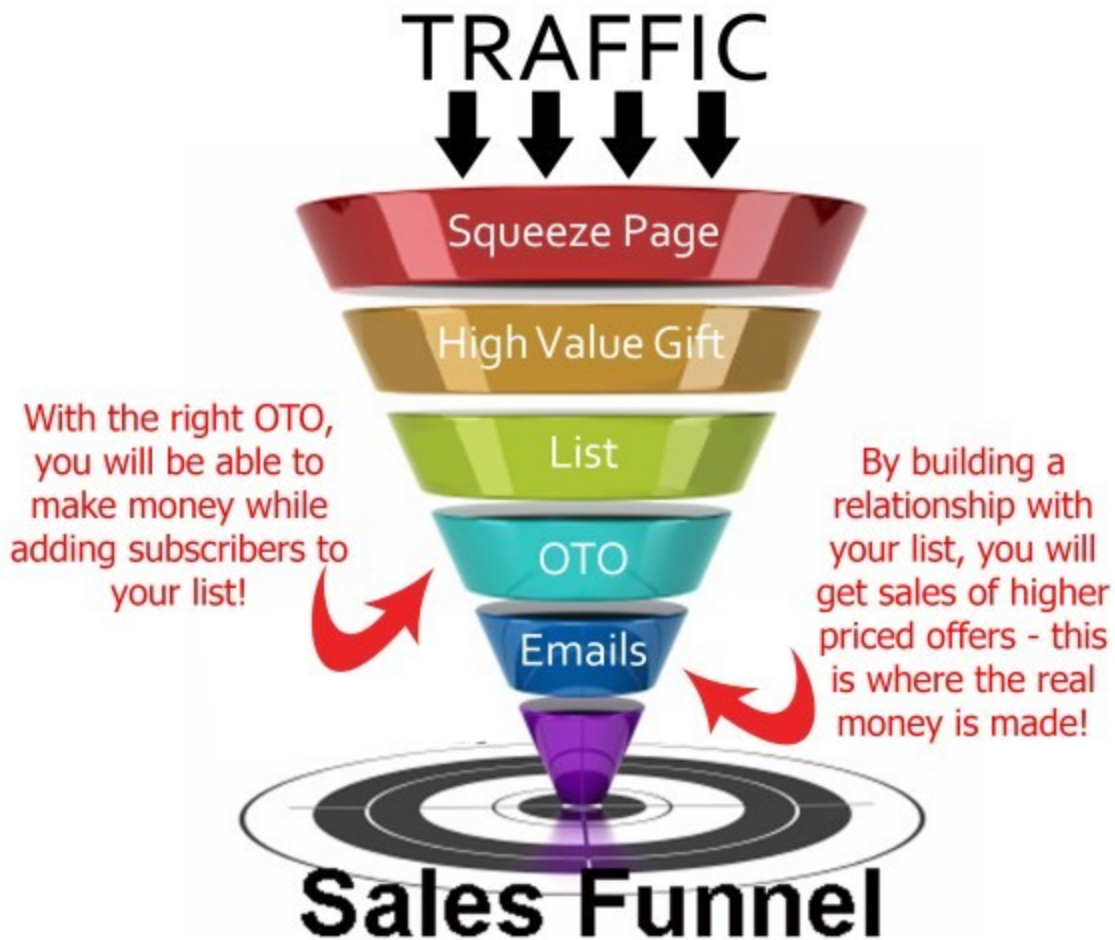 TRAFFIC
Squeeze Page
High Value Gift
List
OTO
Emails
With the right OTO,
you will be able to
make money while
adding subscribers to
your list!
By building a
relationship with
your list, you will
get sales of higher
priced offers - this
is where the real
money is made!
Sales Funnel